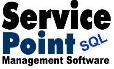 Service
Point SQL
Management Software